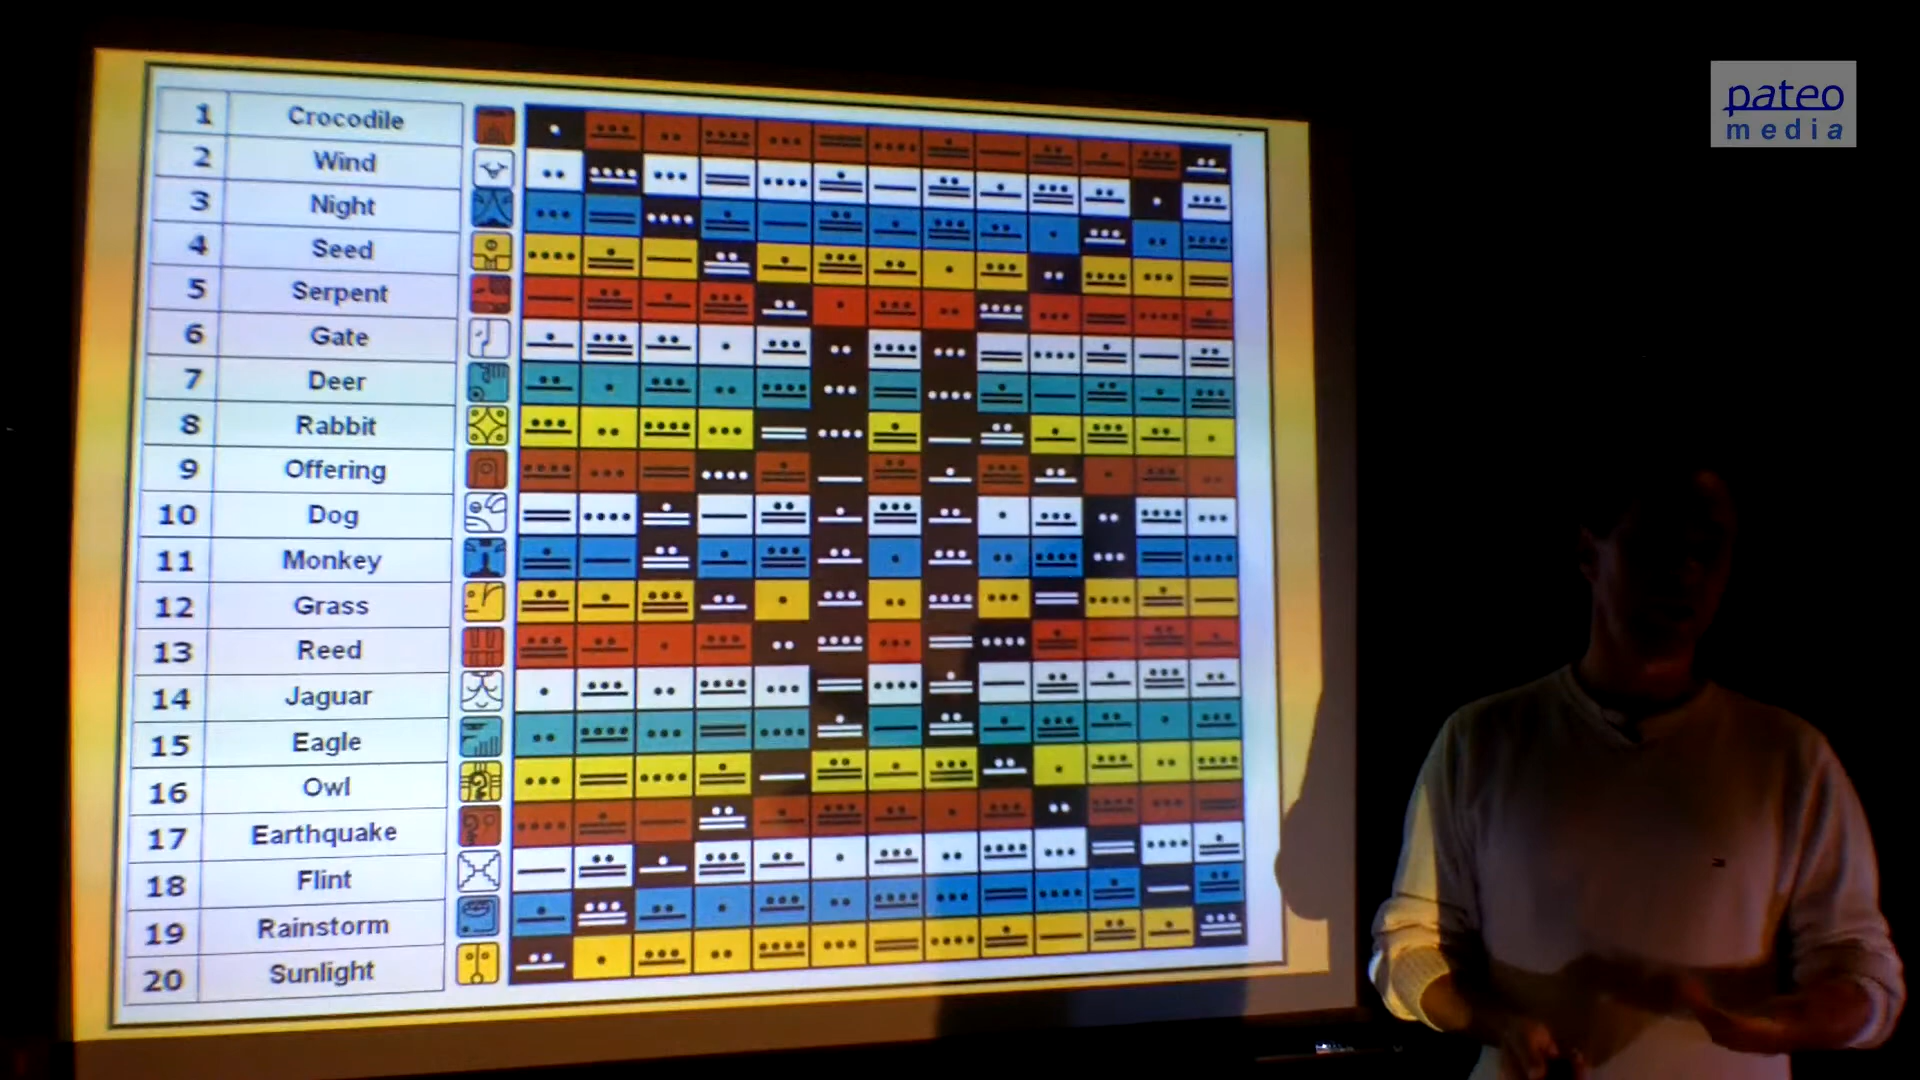 pateo
media
1 Crocodile
2 Wind
3 Night
4 Seed
5 Serpent
6 Gate
7 Deer
8 Rabbit
9 Offering
10 Dog
11 Monkey
12 Grass
13 Reed
14 Jaguar
15 Eagle
16 Owl
17 Earthquake
18 Flint
19 Rainstorm
20 Sunlight